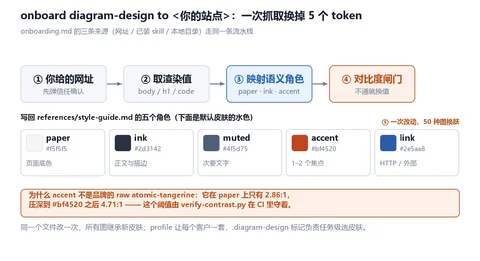 onboard diagram-design to <你的站点>：一次抓取换掉 5 个 token
onboarding.md 的三条来源（网址 / 已装 skill / 本地目录）走同一条流水线
① 你给的网址
先弹信任确认
② 取渲染值
body / h1 / code
③ 映射语义角色
paper · ink · accent
④ 对比度闸门
不通就换值
写回 references/style-guide.md 的五个角色（下面是默认皮肤的水色）
① 一次改动，50 种图换肤
paper
#f5f5f5
页面底色
ink
#2d3142
正文与描边
muted
#4f5d75
次要文字
accent
#bf4520
1–2 个焦点
link
#2e5aa8
HTTP / 外部
为什么 accent 不是品牌的 raw atomic-tangerine：它在 paper 上只有 2.86:1，
压深到 #bf4520 之后 4.71:1 —— 这个阈值由 verify-contrast.py 在 CI 里守着。
同一个文件改一次，所有图继承新皮肤；profile 让每个客户一套，.diagram-design 标记负责任务级选皮肤。